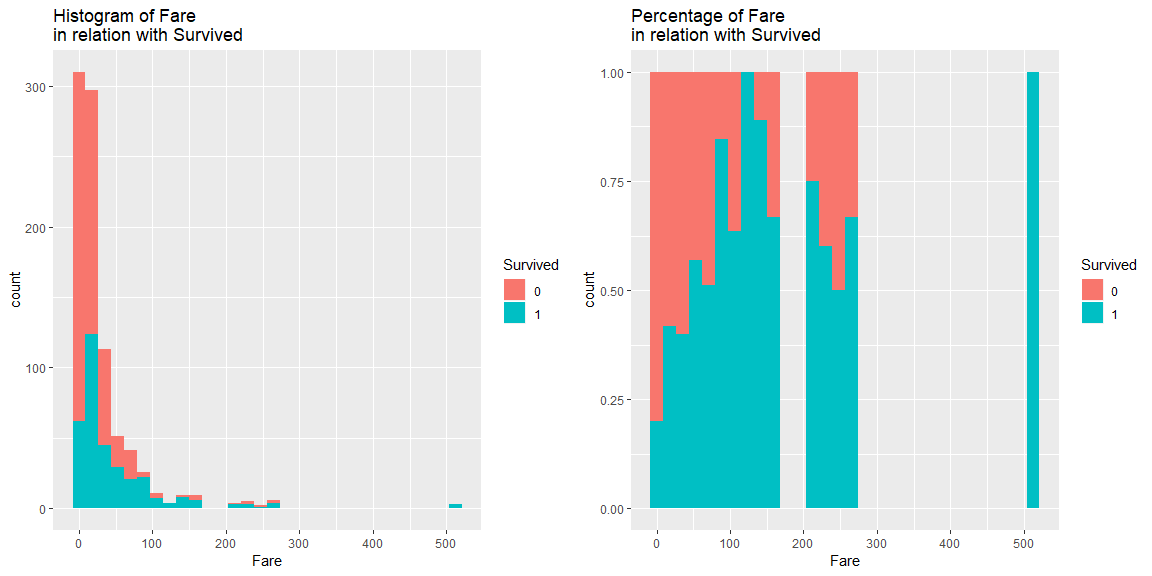 Histogram of Fare
in relation with Survived
300
200
100
0
count
0 100 200 300 400 500
Fare
Survived
0
1
Percentage of Fare
in relation with Survived
1.00
0.75
0.50
0.25
0.00
count
0 100 200 300 400 500
Fare
Survived
0
1